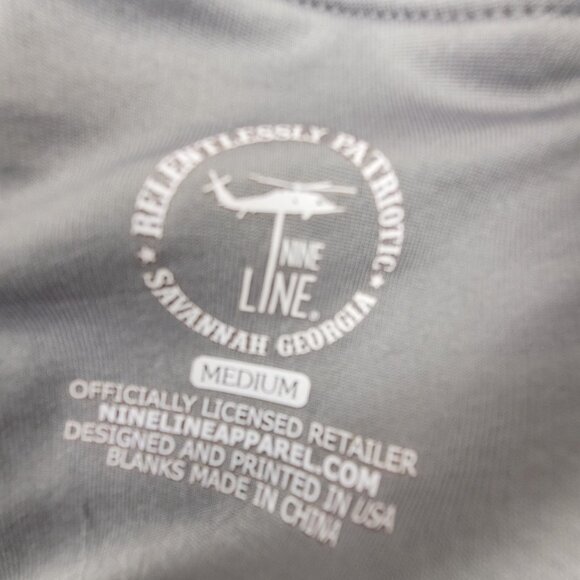 RELENTLESSLY PATRIOTIC
NINE
LINE®
SAVANNAH GEORGIA
MEDIUM
OFFICIALLY LICENSED RETAILER
NINELINEAPPAREL.COM
DESIGNED AND PRINTED IN USA
BLANKS MADE IN CHINA